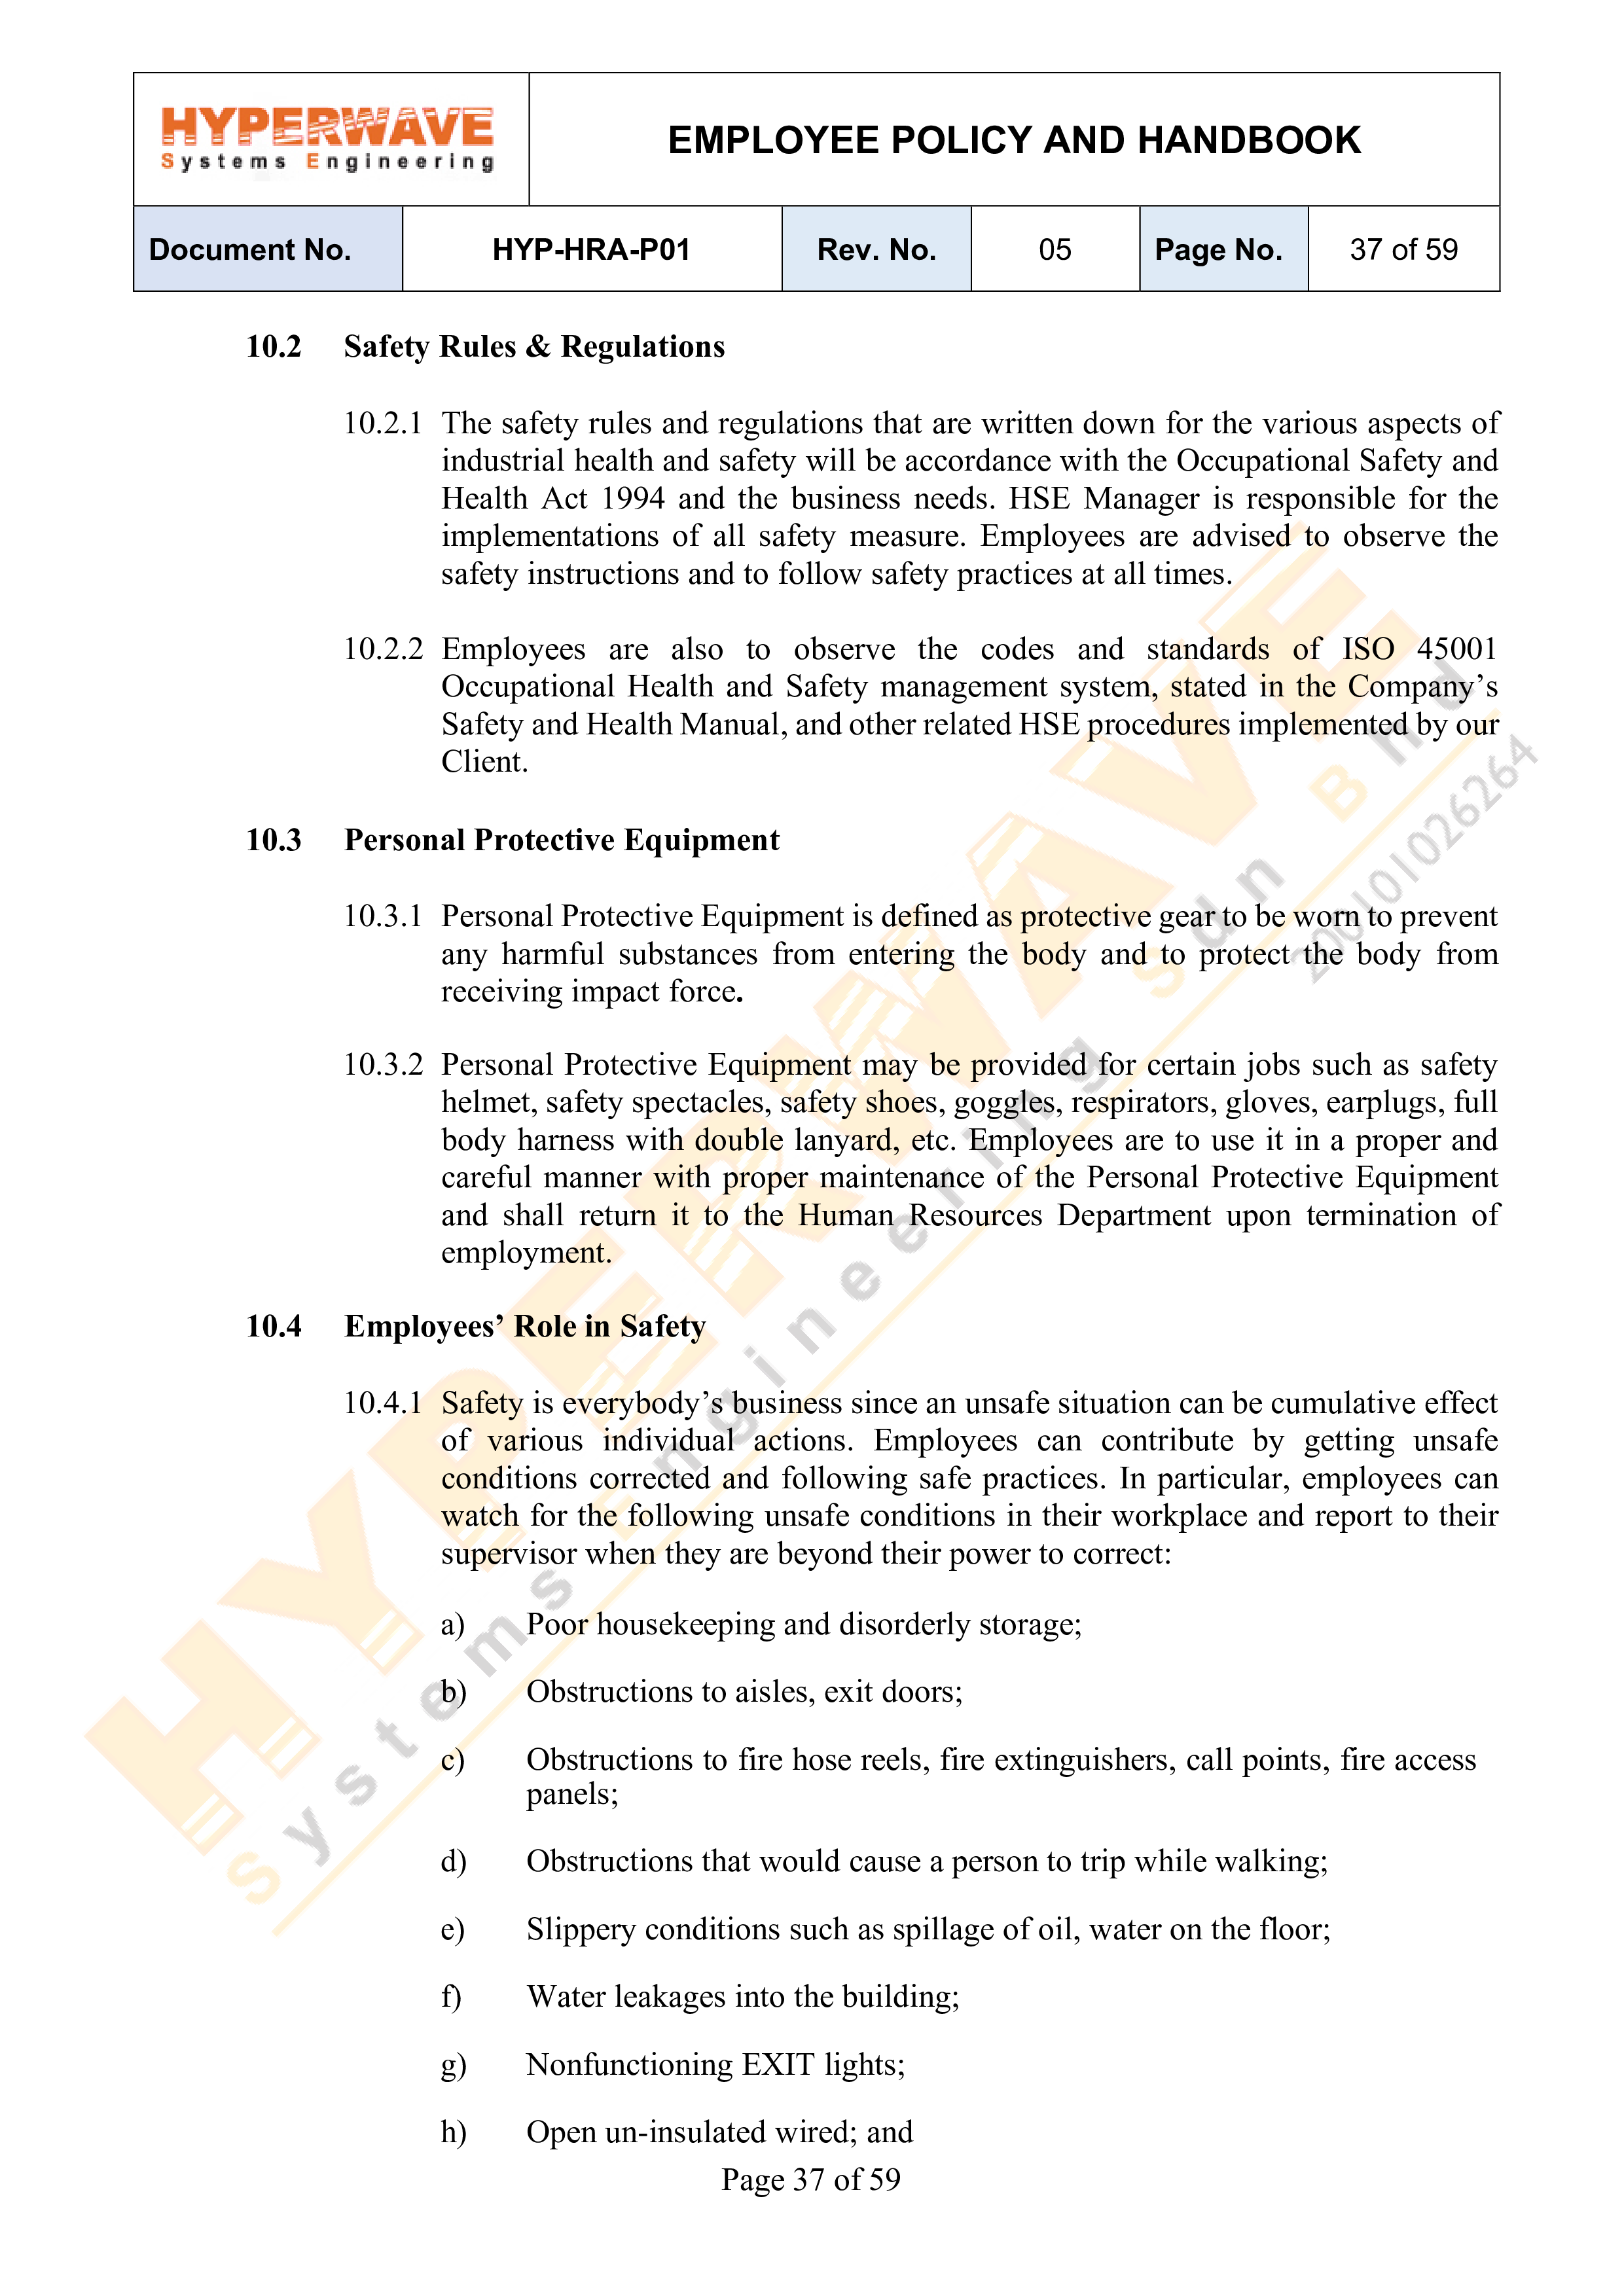 HYPERWAVE
Systems Engineering
EMPLOYEE POLICY AND HANDBOOK
Document No. HYP-HRA-P01 Rev. No. 05 Page No. 37 of 59
10.2 Safety Rules & Regulations
10.2.1 The safety rules and regulations that are written down for the various aspects of
industrial health and safety will be accordance with the Occupational Safety and
Health Act 1994 and the business needs. HSE Manager is responsible for the
implementations of all safety measure. Employees are advised to observe the
safety instructions and to follow safety practices at all times.
10.2.2 Employees are also to observe the codes and standards of ISO 45001
Occupational Health and Safety management system, stated in the Company’s
Safety and Health Manual, and other related HSE procedures implemented by our
Client.
10.3 Personal Protective Equipment
10.3.1 Personal Protective Equipment is defined as protective gear to be worn to prevent
any harmful substances from entering the body and to protect the body from
receiving impact force.
10.3.2 Personal Protective Equipment may be provided for certain jobs such as safety
helmet, safety spectacles, safety shoes, goggles, respirators, gloves, earplugs, full
body harness with double lanyard, etc. Employees are to use it in a proper and
careful manner with proper maintenance of the Personal Protective Equipment
and shall return it to the Human Resources Department upon termination of
employment.
10.4 Employees’ Role in Safety
10.4.1 Safety is everybody’s business since an unsafe situation can be cumulative effect
of various individual actions. Employees can contribute by getting unsafe
conditions corrected and following safe practices. In particular, employees can
watch for the following unsafe conditions in their workplace and report to their
supervisor when they are beyond their power to correct:
a) Poor housekeeping and disorderly storage;
b) Obstructions to aisles, exit doors;
c) Obstructions to fire hose reels, fire extinguishers, call points, fire access
panels;
d) Obstructions that would cause a person to trip while walking;
e) Slippery conditions such as spillage of oil, water on the floor;
f) Water leakages into the building;
g) Nonfunctioning EXIT lights;
h) Open un-insulated wired; and
Page 37 of 59
HYPERWAVE
Systems Engineering Sdn Bhd
200101026264